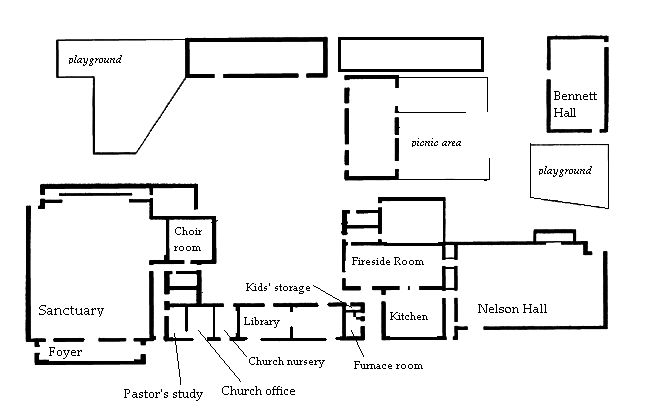 playground
Bennett
Hall
picnic area
playground
Choir
room
Fireside Room
Kids' storage
Sanctuary
Library
Kitchen
Nelson Hall
Foyer
Church nursery
Furnace room
Pastor's study
Church office